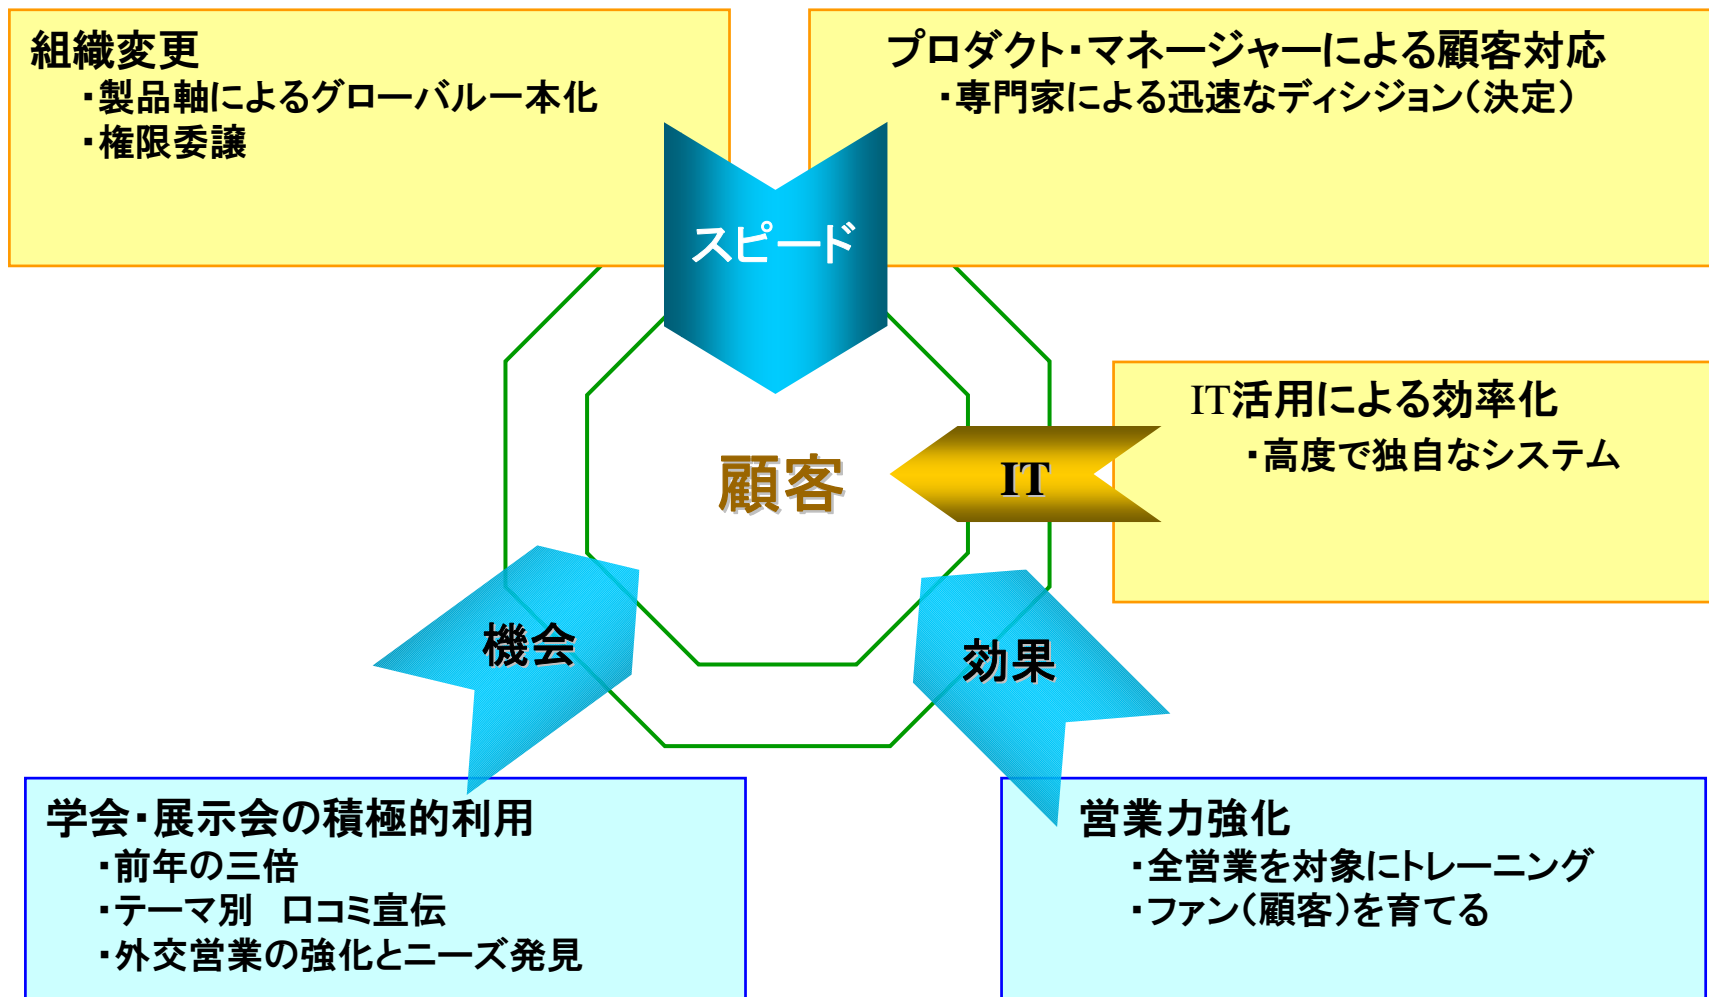 組織変更
・製品軸によるグローバル一本化
・権限委譲
プロダクト・マネージャーによる顧客対応
・専門家による迅速なディシジョン(決定)
スピード
IT活用による効率化
・高度で独自なシステム
顧客
IT
機会
効果
学会・展示会の積極的利用
・前年の三倍
・テーマ別　口コミ宣伝
・外交営業の強化とニーズ発見
営業力強化
・全営業を対象にトレーニング
・ファン(顧客)を育てる